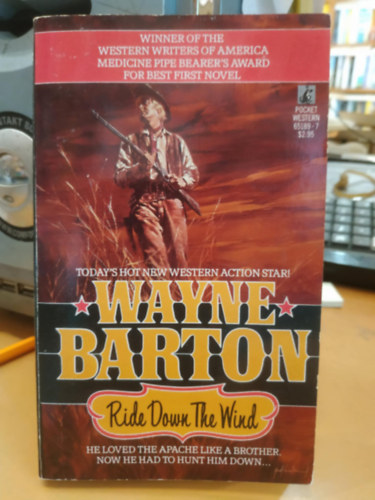 WINNER OF THE
WESTERN WRITERS OF AMERICA
MEDICINE PIPE BEARER'S AWARD
FOR BEST FIRST NOVEL
POCKET
WESTERN
65189-7
$2.95
TODAY'S HOT NEW WESTERN ACTION STAR!
WAYNE
BARTON
Ride Down The Wind
HE LOVED THE APACHE LIKE A BROTHER.
NOW HE HAD TO HUNT HIM DOWN...